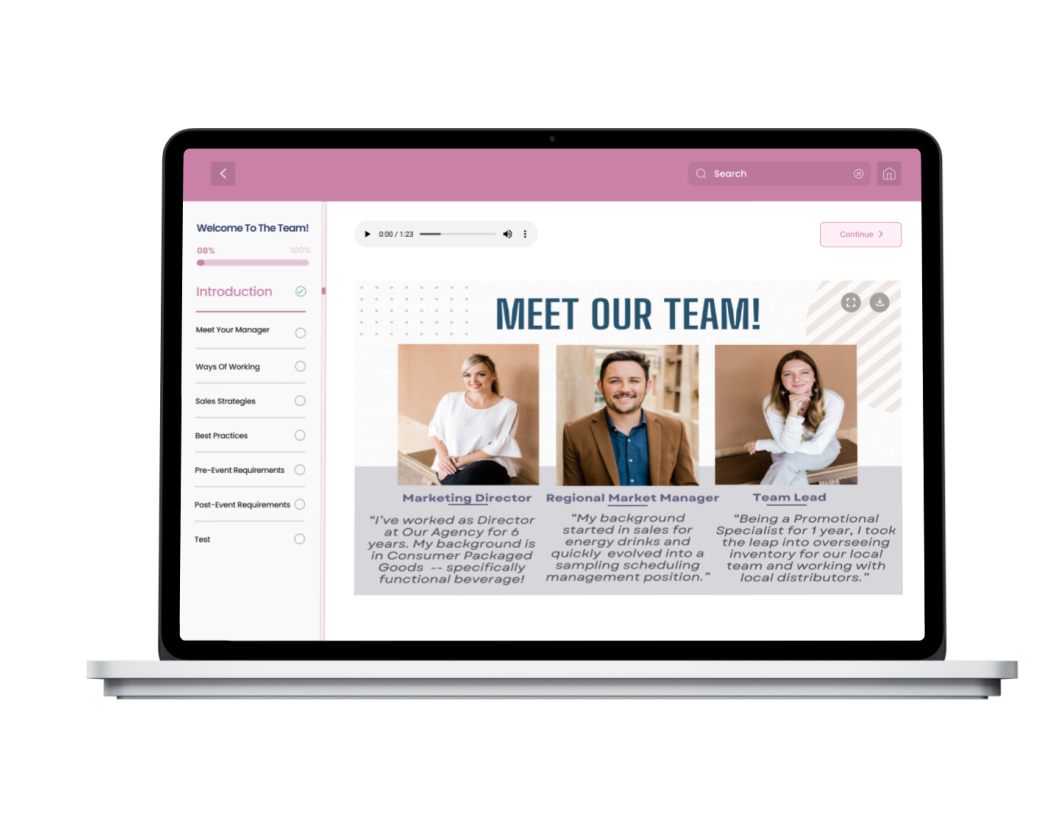 Search
Welcome To The Team!
08% 100%
Introduction
Meet Your Manager
Ways Of Working
Sales Strategies
Best Practices
Pre-Event Requirements
Post-Event Requirements
Test
0:00 / 1:23
Continue
MEET OUR TEAM!
Marketing Director
“I’ve worked as Director
at Our Agency for 6
years. My background is
in Consumer Packaged
Goods -- specifically
functional beverage!
Regional Market Manager
“My background
started in sales for
energy drinks and
quickly evolved into a
sampling scheduling
management position.”
Team Lead
“Being a Promotional
Specialist for 1 year, I took
the leap into overseeing
inventory for our local
team and working with
local distributors.”